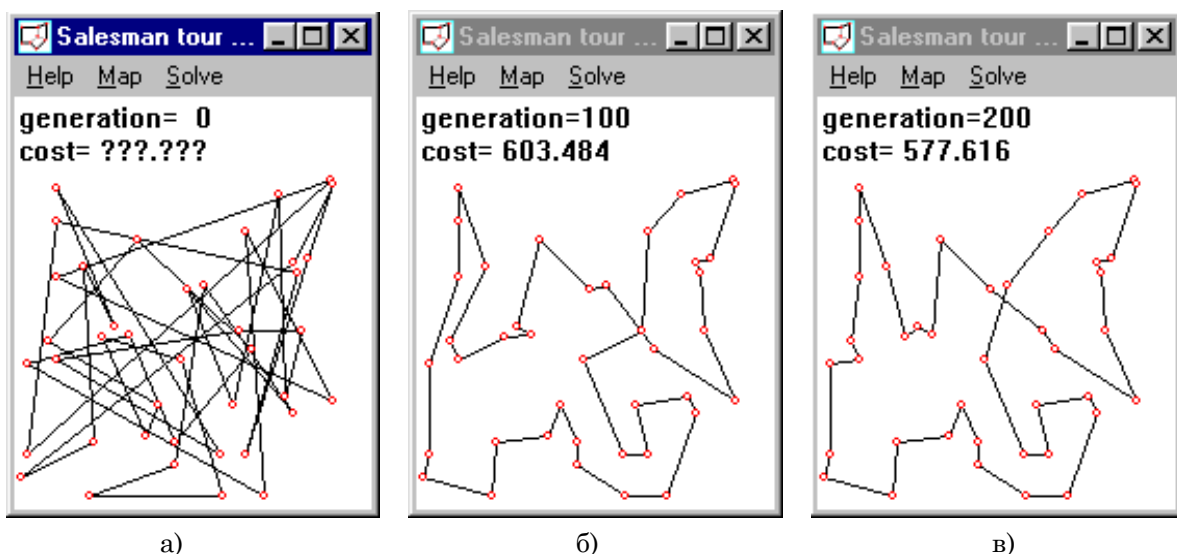 Salesman tour ...
Help Map Solve
generation= 0
cost= ???.???
а)
Salesman tour ...
Help Map Solve
generation=100
cost= 603.484
б)
Salesman tour ...
Help Map Solve
generation=200
cost= 577.616
в)